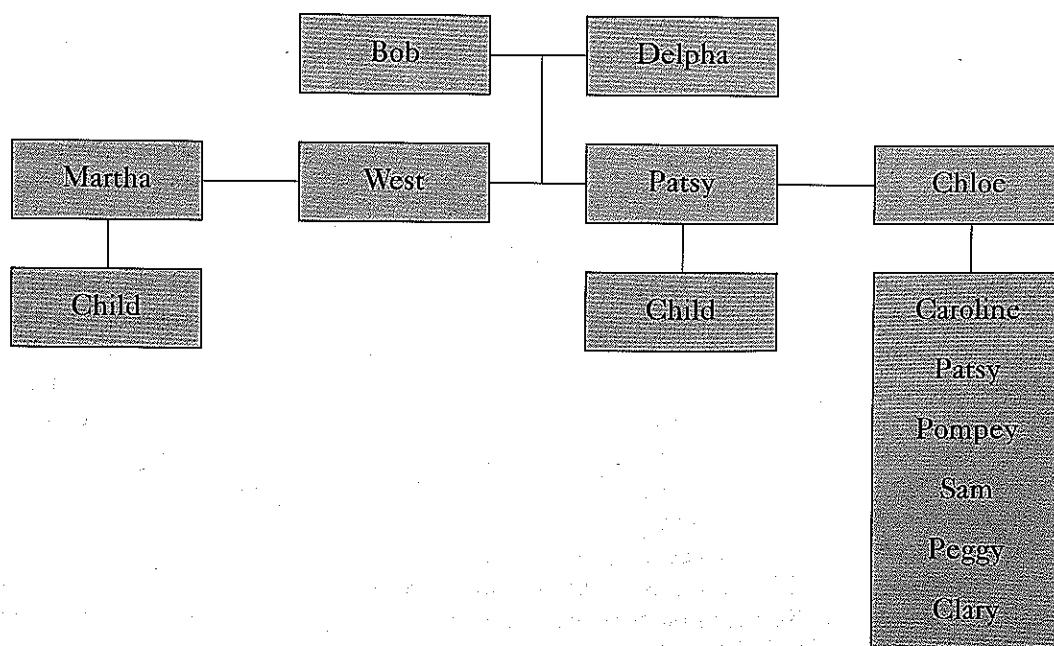 Bob
Delpha
Martha
West
Patsy
Chloe
Child
Child
Caroline
Patsy
Pompey
Sam
Peggy
Clary